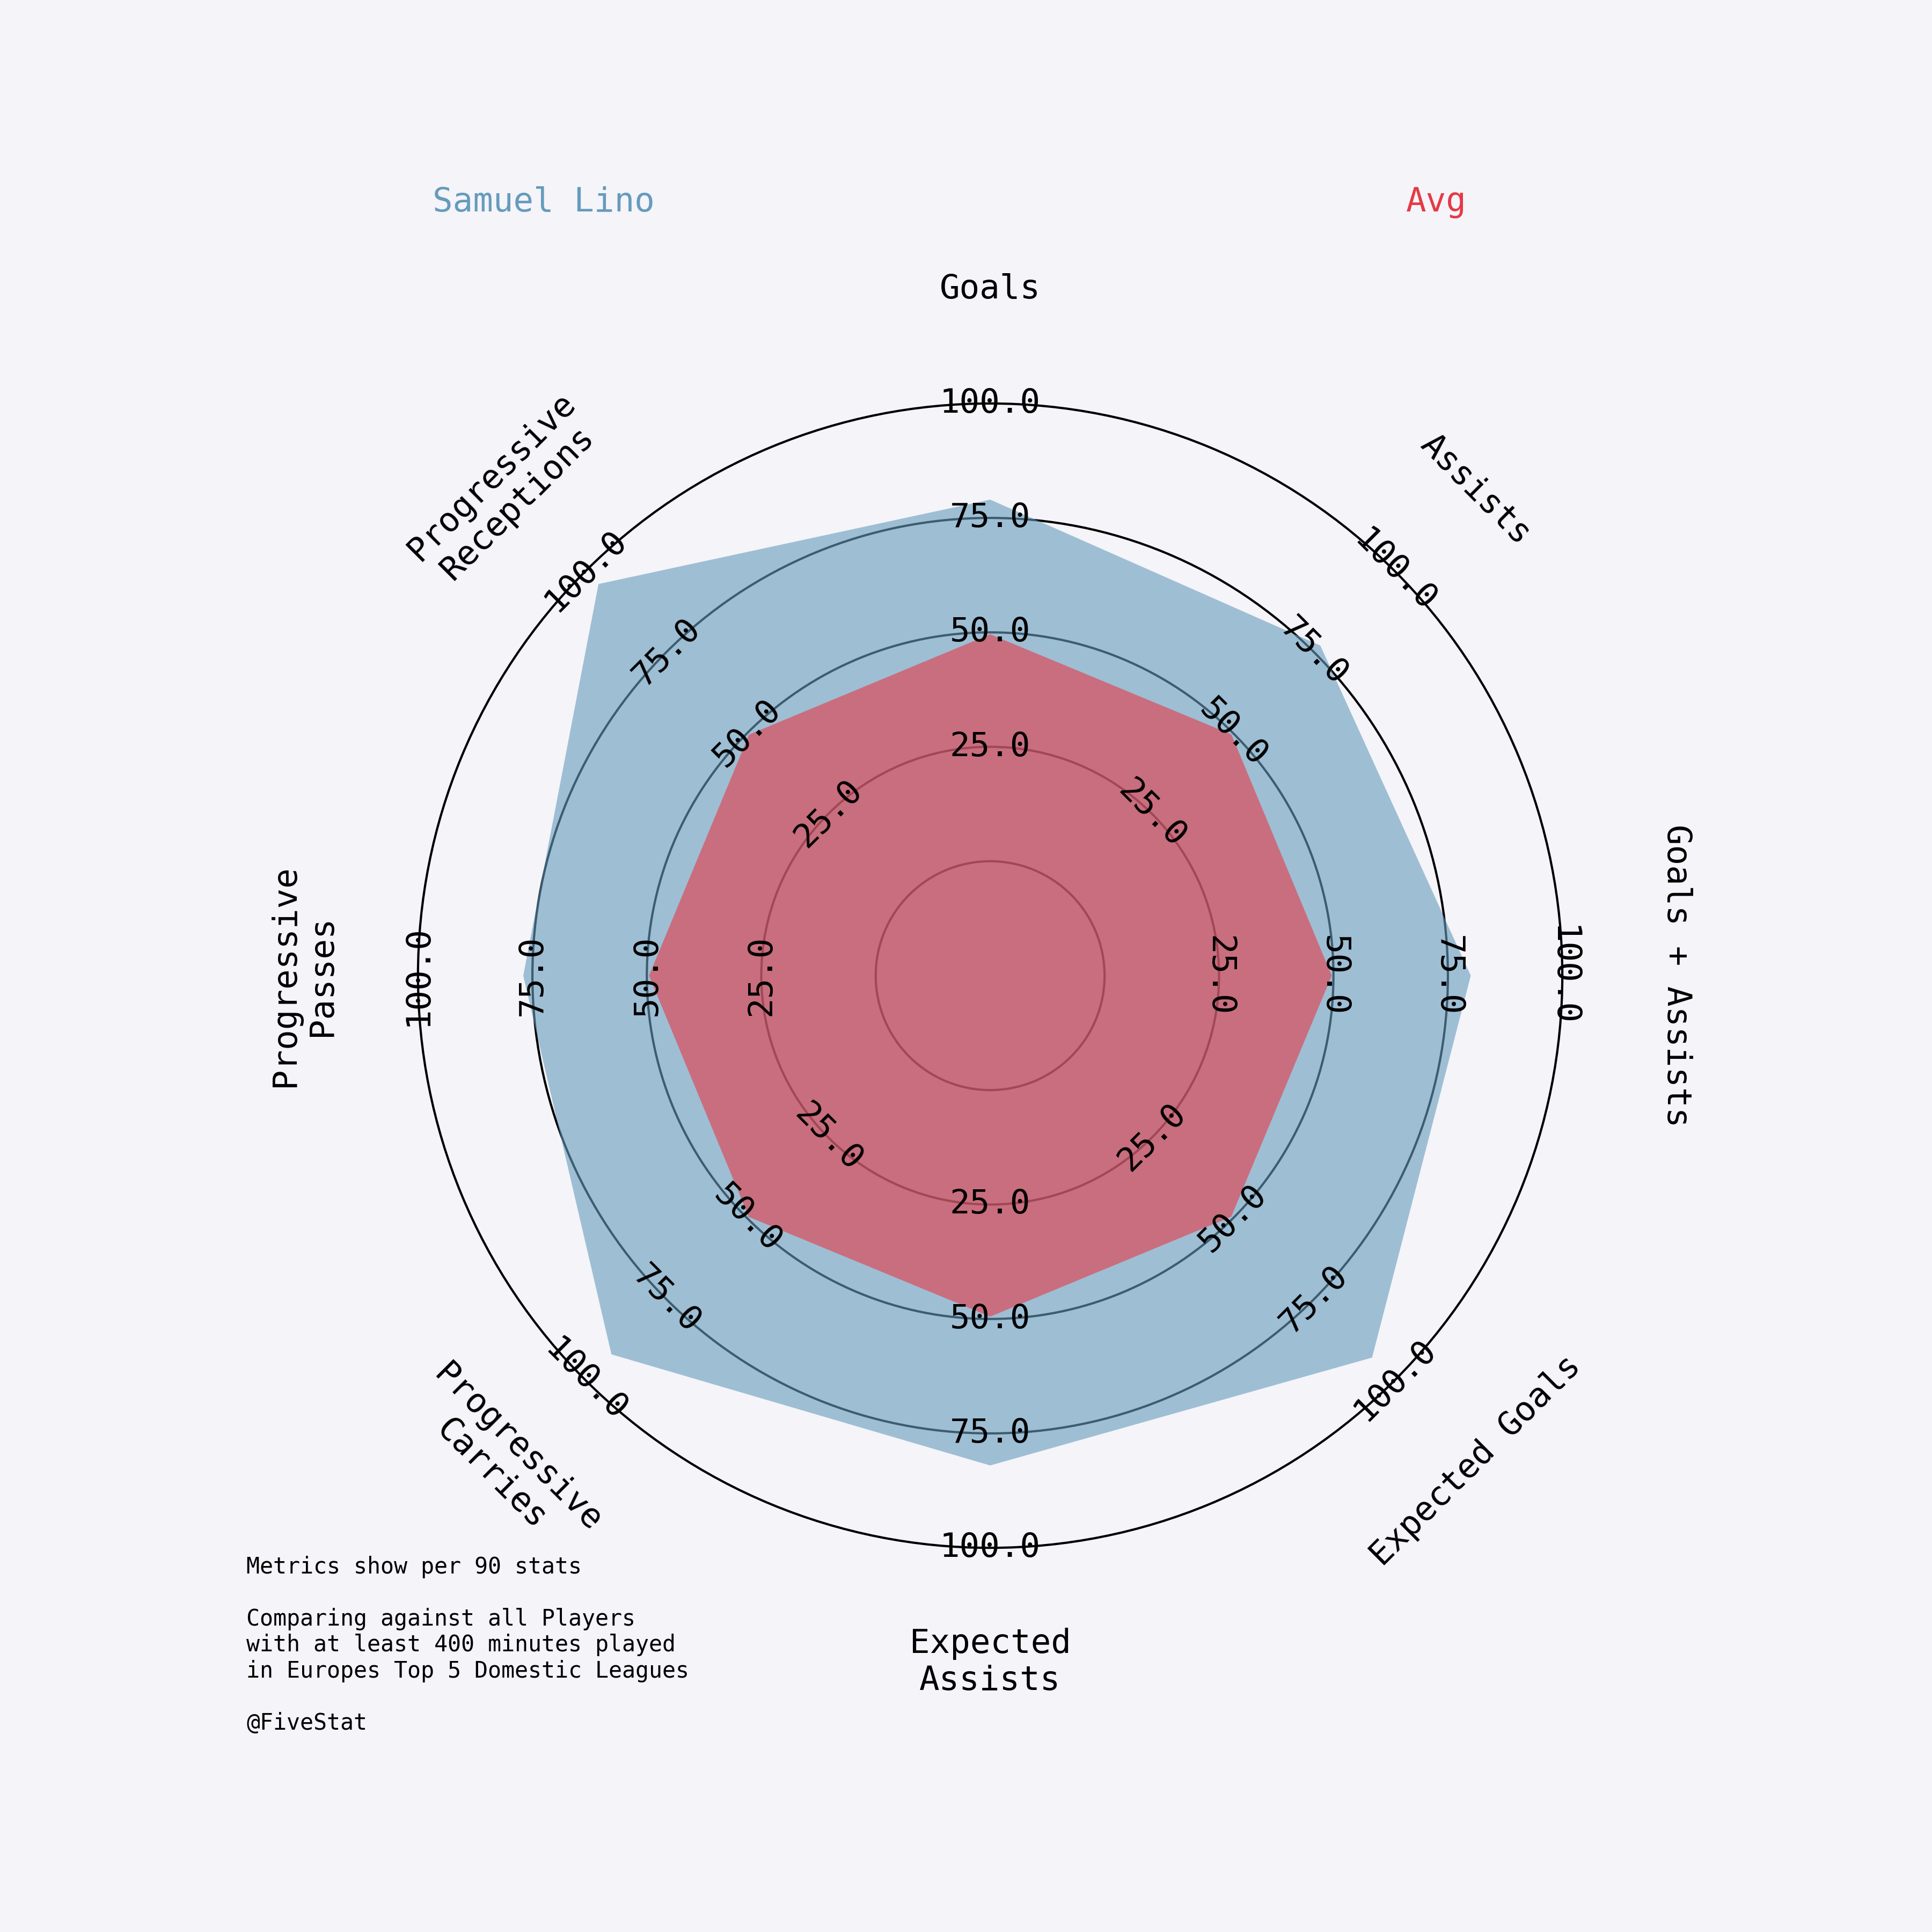 Samuel Lino
Avg
Goals
Assists
Goals + Assists
Expected Goals
Expected
Assists
Progressive
Carries
Progressive
Passes
Progressive
Receptions
25.0
50.0
75.0
100.0
25.0
50.0
75.0
100.0
25.0
50.0
75.0
100.0
25.0
50.0
75.0
100.0
25.0
50.0
75.0
100.0
25.0
50.0
75.0
100.0
25.0
50.0
75.0
100.0
25.0
50.0
75.0
100.0
Metrics show per 90 stats
Comparing against all Players
with at least 400 minutes played
in Europes Top 5 Domestic Leagues
@FiveStat